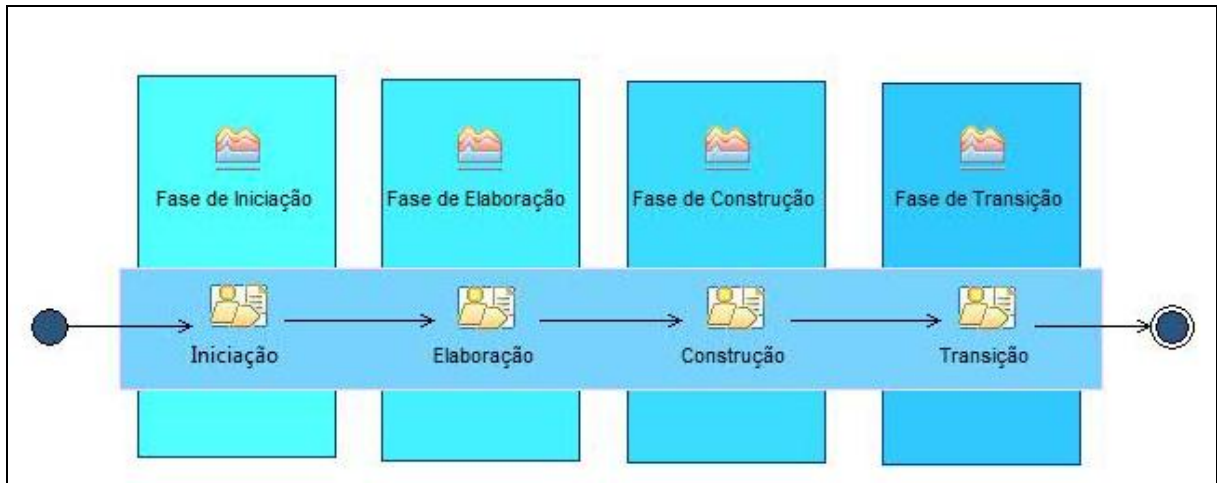 Fase de Iniciação
Fase de Elaboração
Fase de Construção
Fase de Transição
Iniciação
Elaboração
Construção
Transição